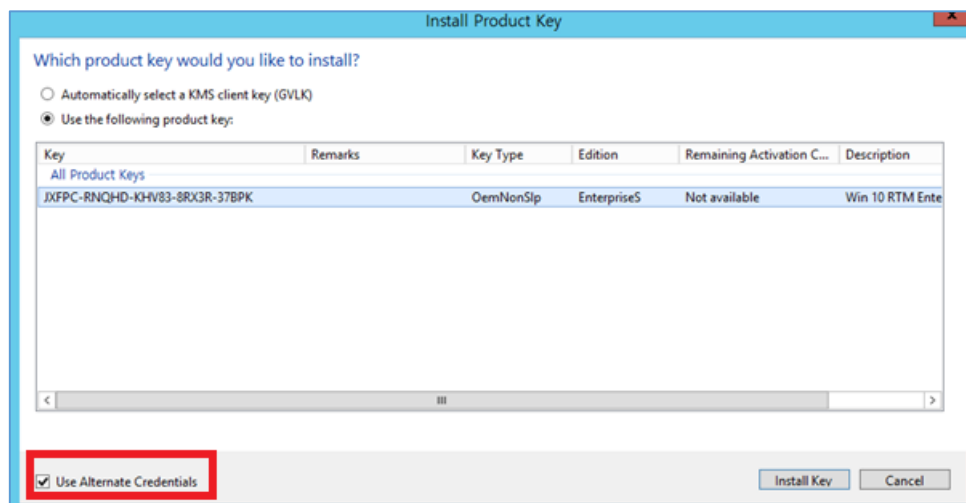 Install Product Key
Which product key would you like to install?
Automatically select a KMS client key (GVLK)
Use the following product key:
Key Remarks Key Type Edition Remaining Activation C... Description
All Product Keys
JXFPC-RNQHD-KHV83-8RX3R-37BPK OemNonSlp EnterpriseS Not available Win 10 RTM Ente
Use Alternate Credentials Install Key Cancel